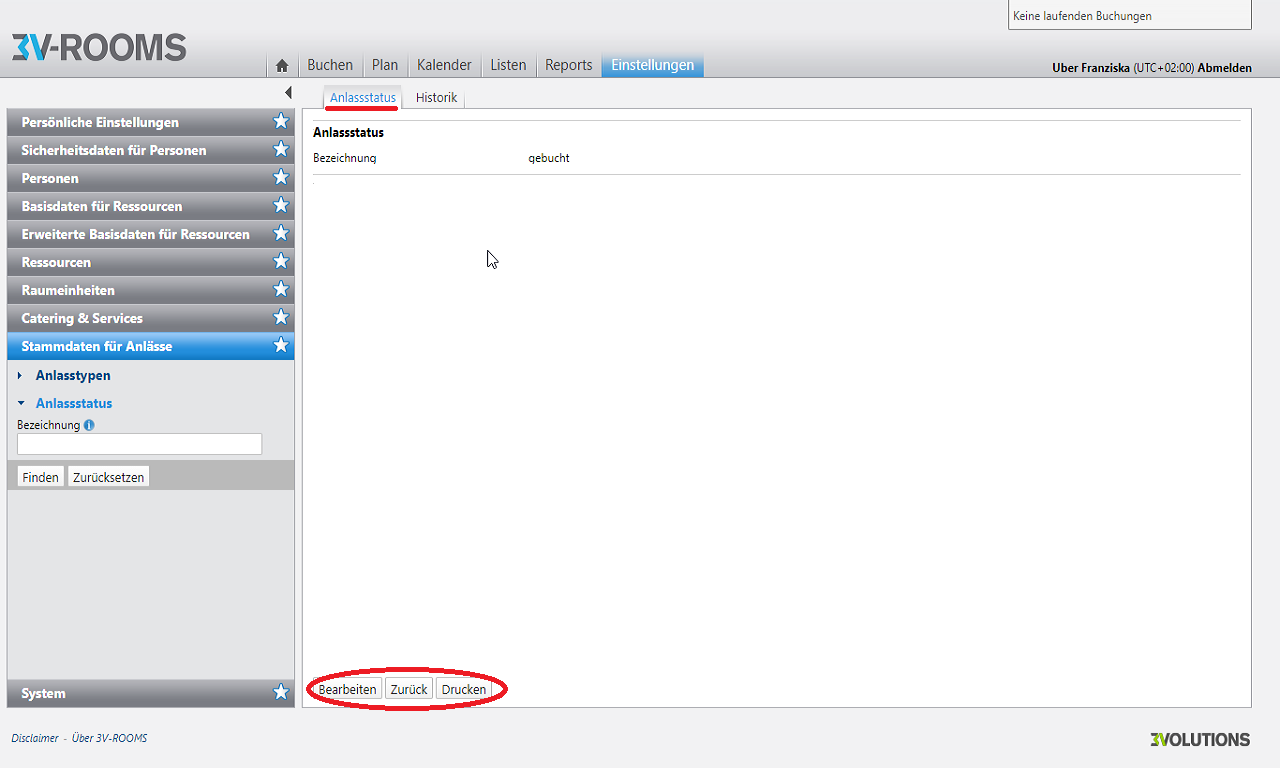 Keine laufenden Buchungen
3V-ROOMS
Buchen Plan Kalender Listen Reports Einstellungen
Uber Franziska (UTC+02:00) Abmelden
Anlassstatus Historik
Persönliche Einstellungen
Sicherheitsdaten für Personen
Personen
Basisdaten für Ressourcen
Erweiterte Basisdaten für Ressourcen
Ressourcen
Raumeinheiten
Catering & Services
Stammdaten für Anlässe
Anlasstypen
Anlassstatus
Bezeichnung
Finden Zurücksetzen
System
Anlassstatus
Bezeichnung gebucht
Bearbeiten Zurück Drucken
Disclaimer - Über 3V-ROOMS
3VOLUTIONS